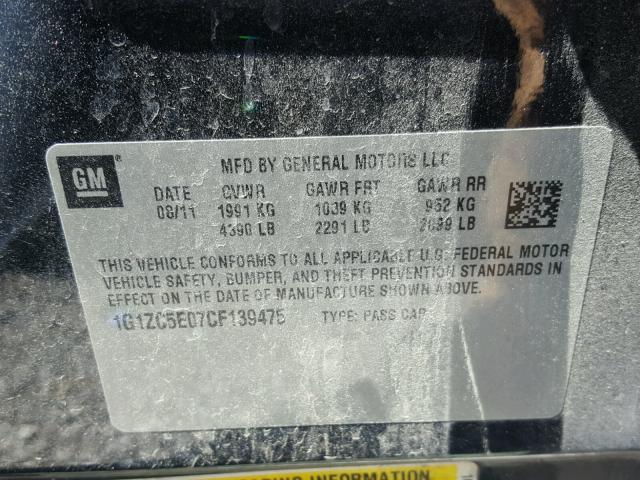 GM ®
MFD BY GENERAL MOTORS LLC
DATE GVWR GAWR FRT GAWR RR
08/11 1991 KG 1039 KG 952 KG
4390 LB 2291 LB 2099 LB
THIS VEHICLE CONFORMS TO ALL APPLICABLE U.S. FEDERAL MOTOR
VEHICLE SAFETY, BUMPER, AND THEFT PREVENTION STANDARDS IN
EFFECT ON THE DATE OF MANUFACTURE SHOWN ABOVE.
1G1ZC5E07CF139475 TYPE: PASS CAR
INFORMATION